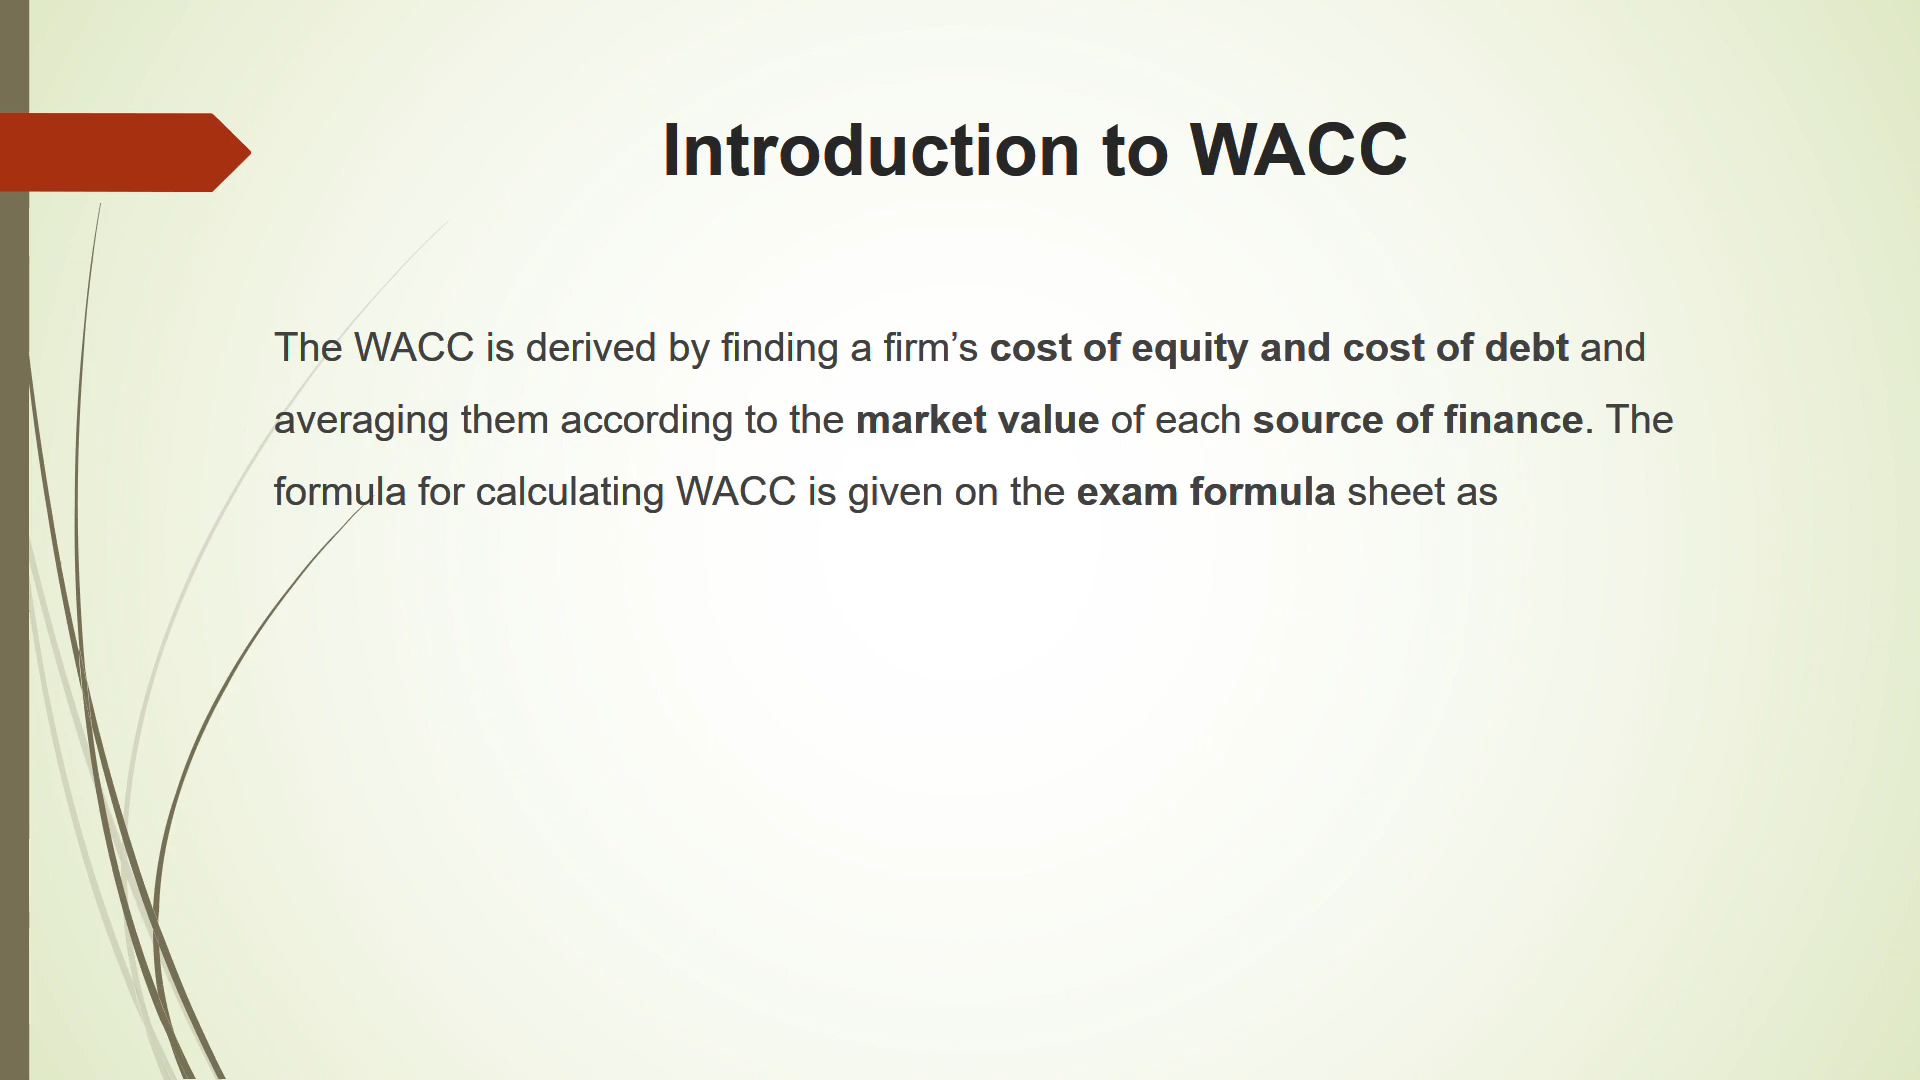 Introduction to WACC
The WACC is derived by finding a firm’s cost of equity and cost of debt and
averaging them according to the market value of each source of finance. The
formula for calculating WACC is given on the exam formula sheet as